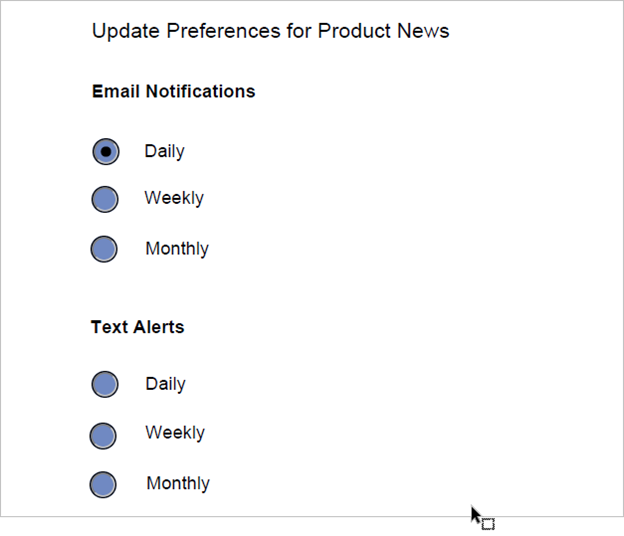 Update Preferences for Product News
Email Notifications
Daily
Weekly
Monthly
Text Alerts
Daily
Weekly
Monthly